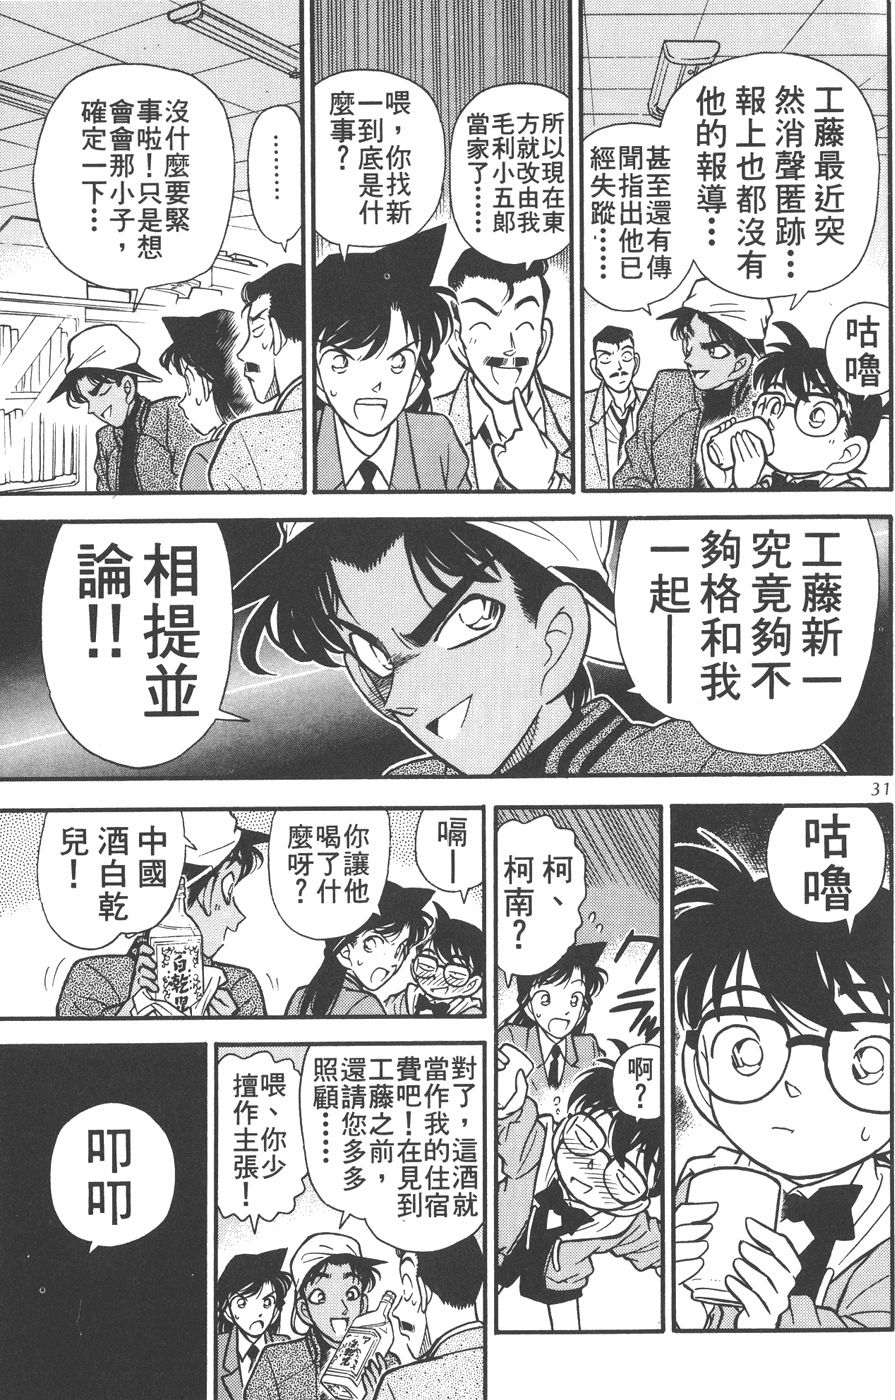 工藤最近突
然消聲匿跡…
報上也都沒有
他的報導…
甚至還有傳
聞指出他已
經失蹤……
咕嚕
所以現在東
方就改由我
毛利小五郎
當家了……
喂，你找新
一到底是什
麼事？
………
沒什麼要緊
事啦！只是想
會會那小子，
確定一下…
工藤新一
究竟夠不
夠格和我
一起—
相提並
論!!
31
咕嚕
柯、
柯南？
啊？
嗝—
你讓他
喝了什
麼呀？
中國
酒白乾
兒！
白乾兒
對了，這酒就
當作我的住宿
費吧！在見到
工藤之前，
還請您多多
照顧……
喂、你少
擅作主張！
白乾兒
叩
叩